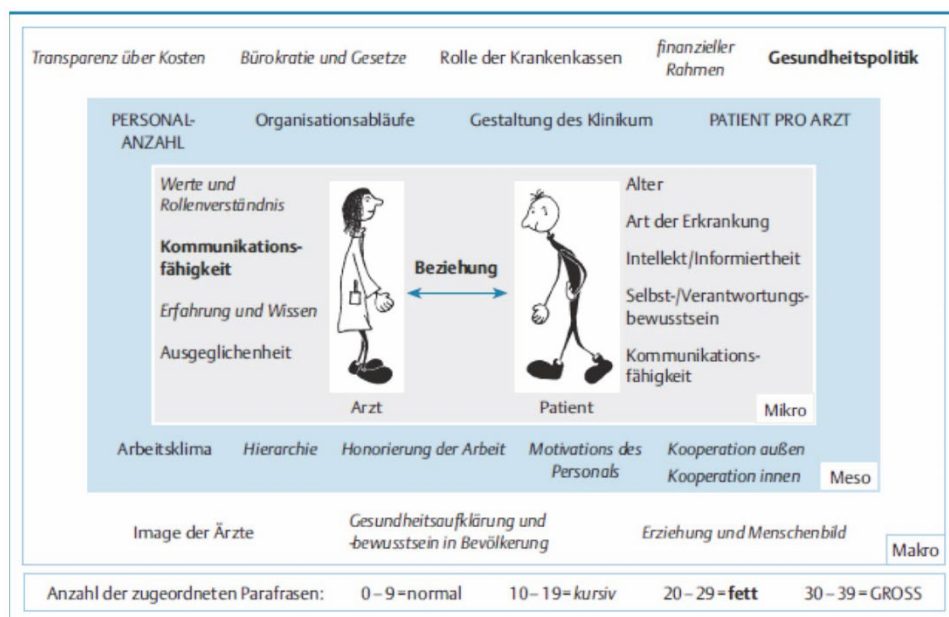 Transparenz über Kosten
Bürokratie und Gesetze
Rolle der Krankenkassen
finanzieller
Rahmen
Gesundheitspolitik
PERSONAL-
ANZAHL
Organisationsabläufe
Gestaltung des Klinikum
PATIENT PRO ARZT
Werte und
Rollenverständnis
Kommunikations-
fähigkeit
Erfahrung und Wissen
Ausgeglichenheit
Beziehung
Alter
Art der Erkrankung
Intellekt/Informiertheit
Selbst-/Verantwortungs-
bewusstsein
Kommunikations-
fähigkeit
Arzt
Patient
Mikro
Arbeitsklima
Hierarchie
Honorierung der Arbeit
Motivations des
Personals
Kooperation außen
Kooperation innen
Meso
Image der Ärzte
Gesundheitsaufklärung und
-bewusstsein in Bevölkerung
Erziehung und Menschenbild
Makro
Anzahl der zugeordneten Parafrasen: 0–9=normal 10–19=kursiv 20–29=fett 30–39=GROSS